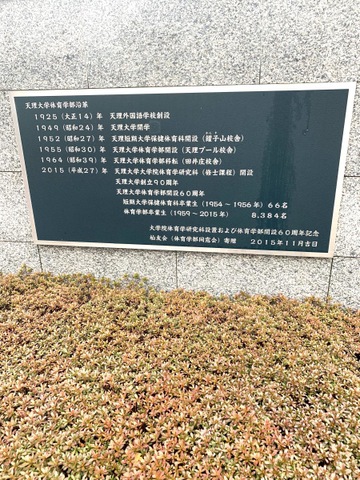 天理大学体育学部沿革
1925(大正14)年 天理外国語学校創設
1949(昭和24)年 天理大学開学
1952(昭和27)年 天理短期大学保健体育科開設(鑵子山校舎)
1955(昭和30)年 天理大学体育学部開設(天理プール校舎)
1964(昭和39)年 天理大学体育学部移転(田井庄校舎)
2015(平成27)年 天理大学大学院体育学研究科(修士課程)開設
天理大学創立90周年
天理大学体育学部開設60周年
短期大学保健体育科卒業生(1954~1956年)66名
体育学部卒業生(1959~2015年) 8,384名
大学院体育学研究科設置および体育学部開設60周年記念
柏友会(体育学部同窓会)寄贈 2015年11月吉日